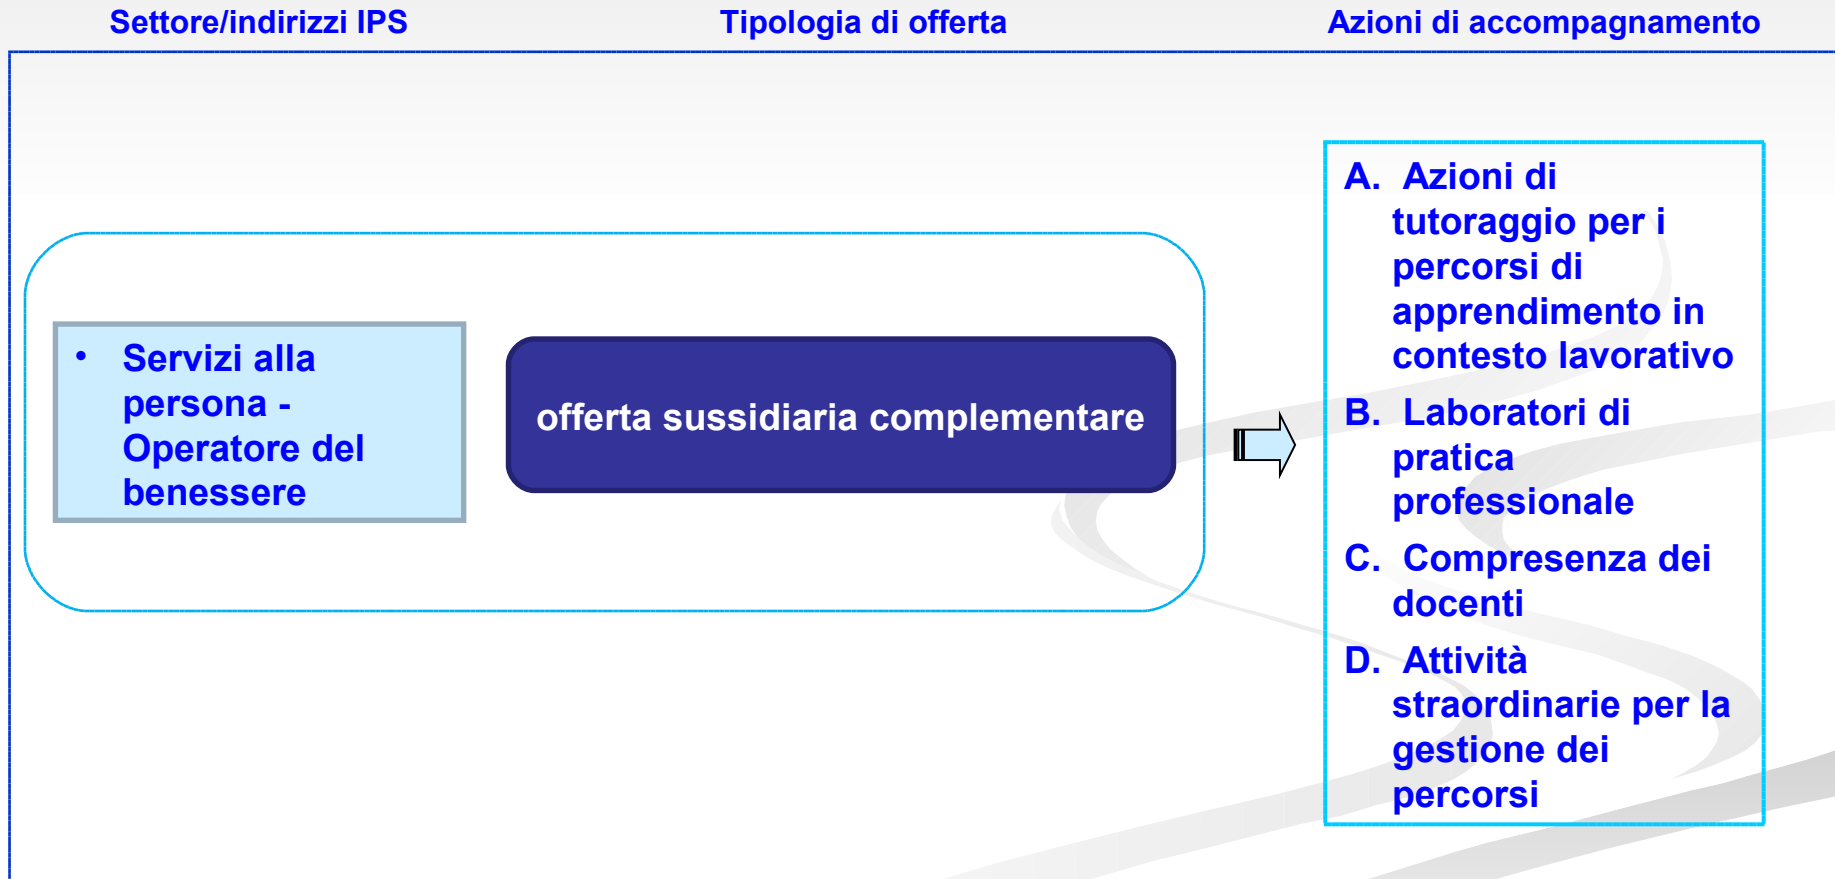 Settore/indirizzi IPS
Tipologia di offerta
Azioni di accompagnamento
• Servizi alla
persona -
Operatore del
benessere
offerta sussidiaria complementare
A. Azioni di
tutoraggio per i
percorsi di
apprendimento in
contesto lavorativo
B. Laboratori di
pratica
professionale
C. Compresenza dei
docenti
D. Attività
straordinarie per la
gestione dei
percorsi